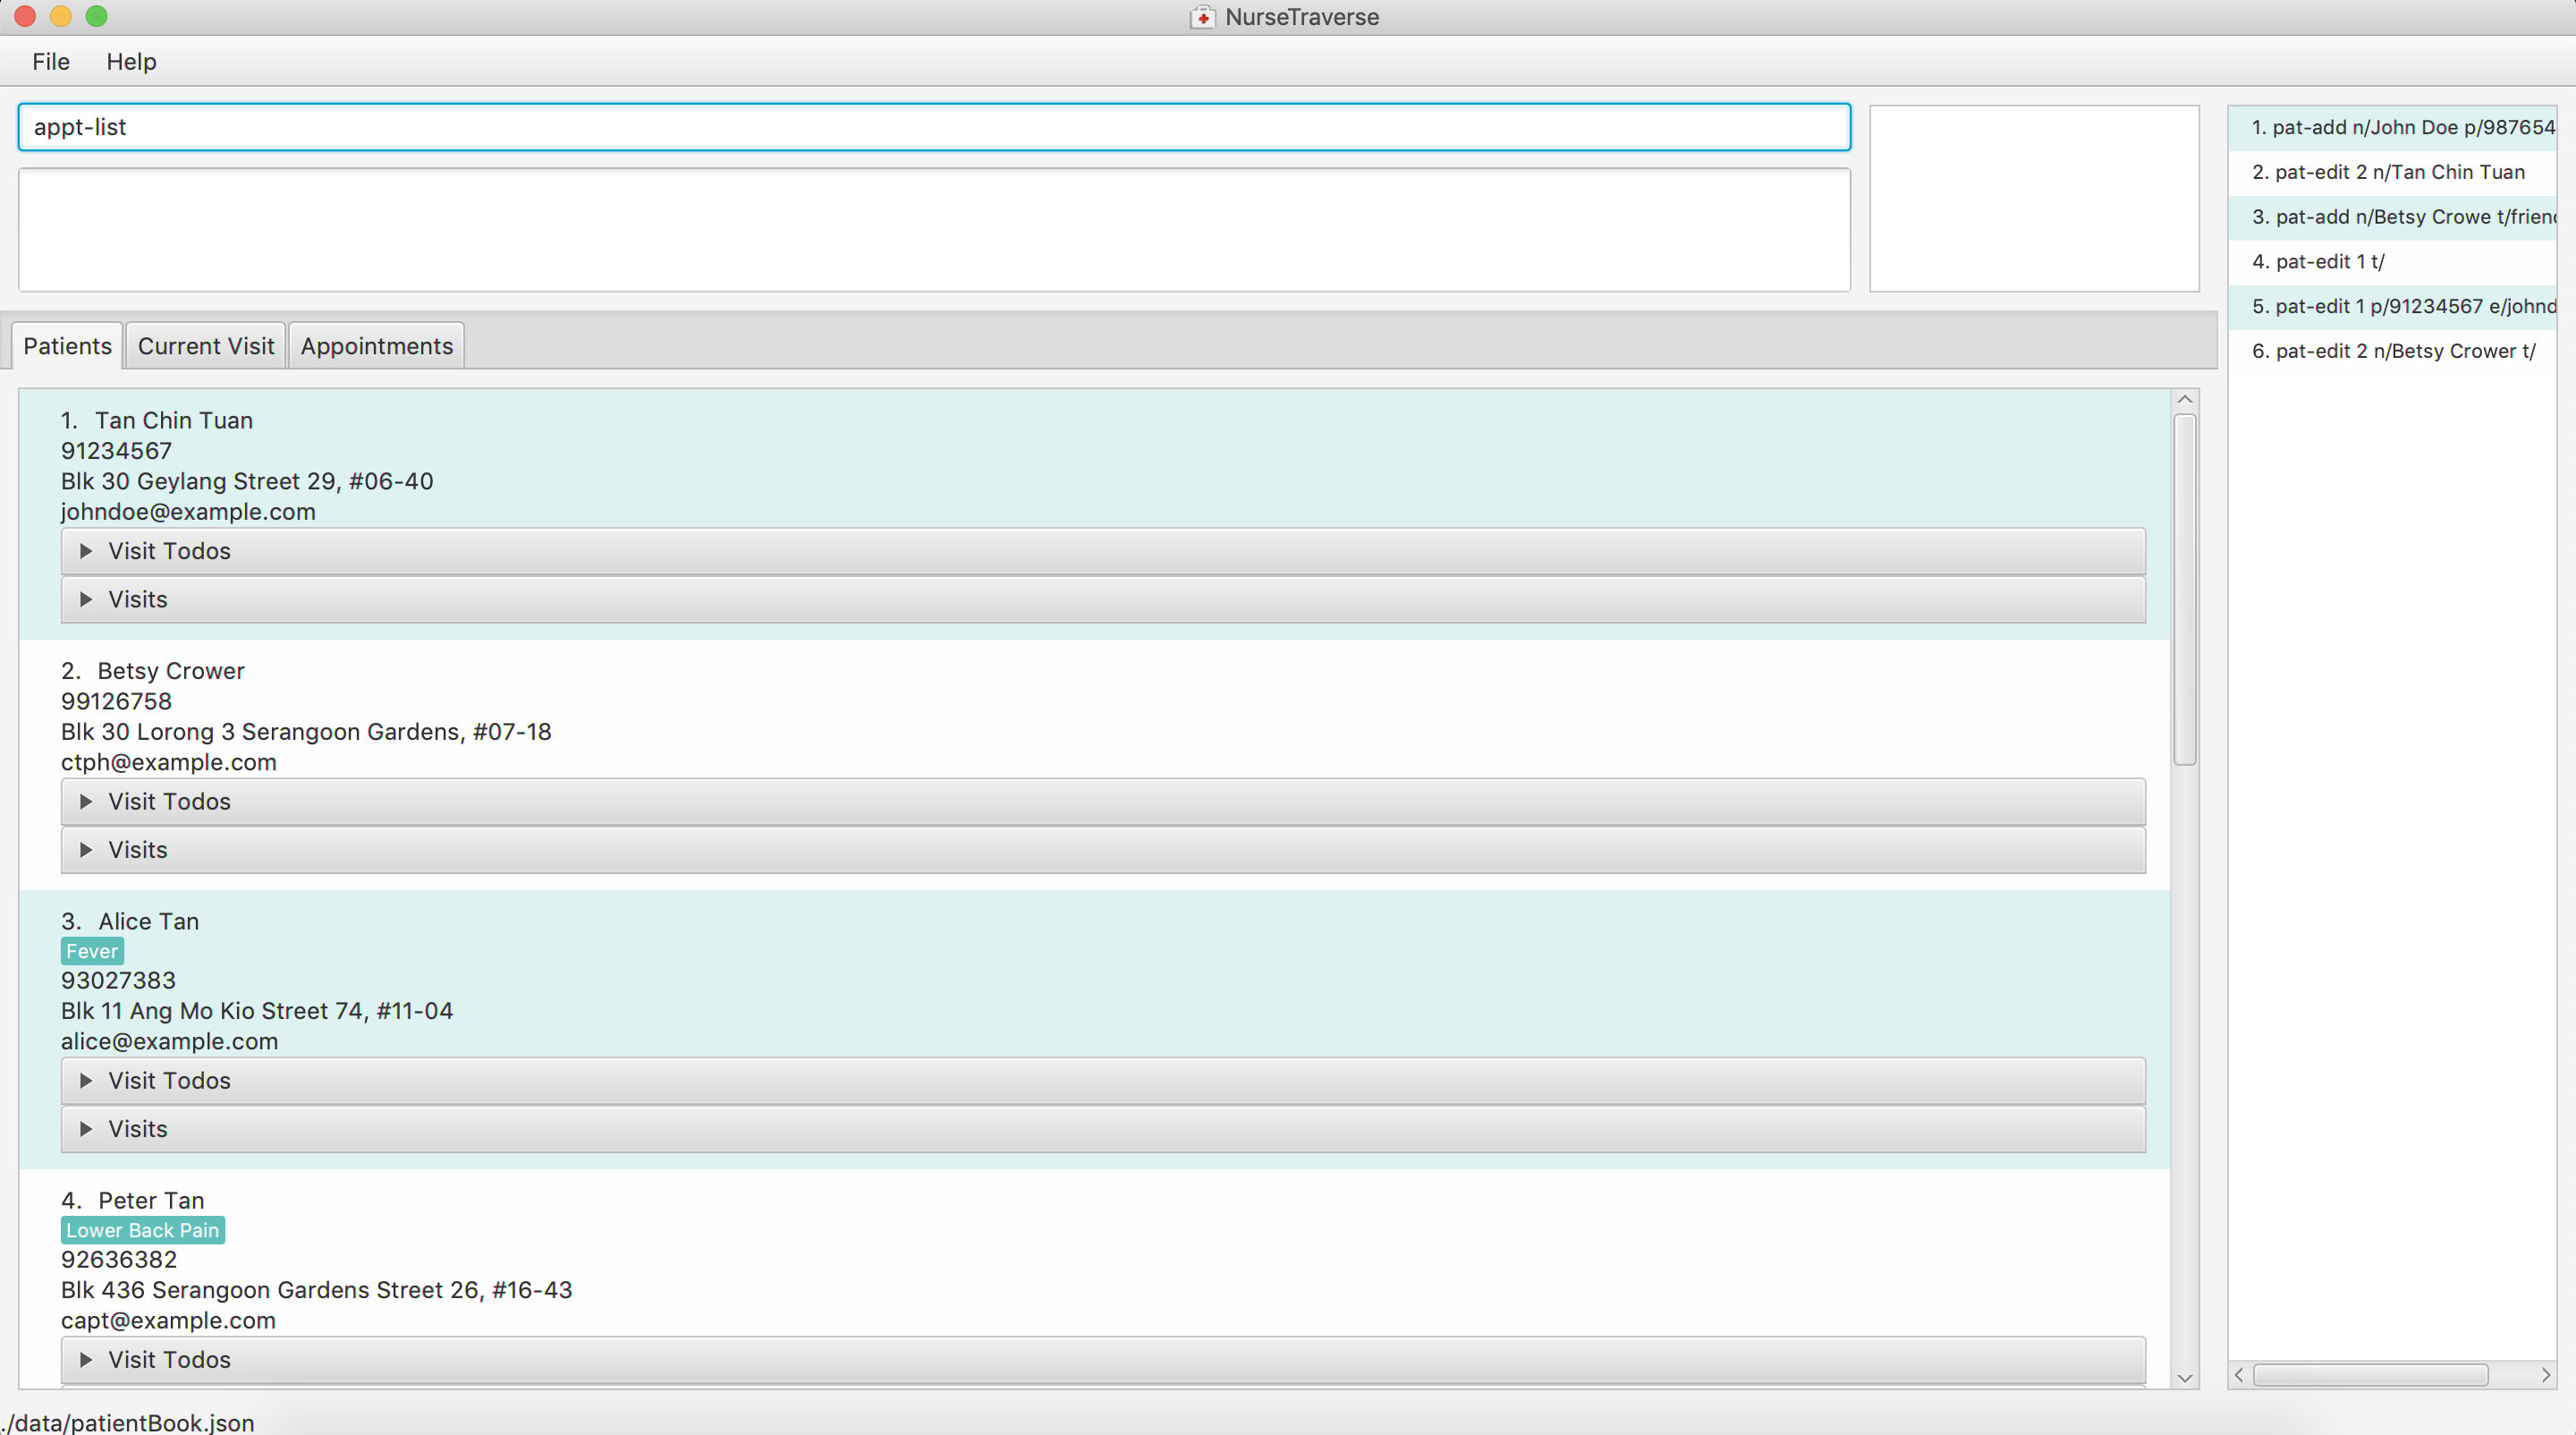 NurseTraverse
File Help
appt-list
Patients Current Visit Appointments
1. Tan Chin Tuan
91234567
Blk 30 Geylang Street 29, #06-40
johndoe@example.com
Visit Todos
Visits
2. Betsy Crower
99126758
Blk 30 Lorong 3 Serangoon Gardens, #07-18
ctph@example.com
Visit Todos
Visits
3. Alice Tan
Fever
93027383
Blk 11 Ang Mo Kio Street 74, #11-04
alice@example.com
Visit Todos
Visits
4. Peter Tan
Lower Back Pain
92636382
Blk 436 Serangoon Gardens Street 26, #16-43
capt@example.com
Visit Todos
1. pat-add n/John Doe p/987654
2. pat-edit 2 n/Tan Chin Tuan
3. pat-add n/Betsy Crowe t/frien
4. pat-edit 1 t/
5. pat-edit 1 p/91234567 e/johnd
6. pat-edit 2 n/Betsy Crower t/
./data/patientBook.json